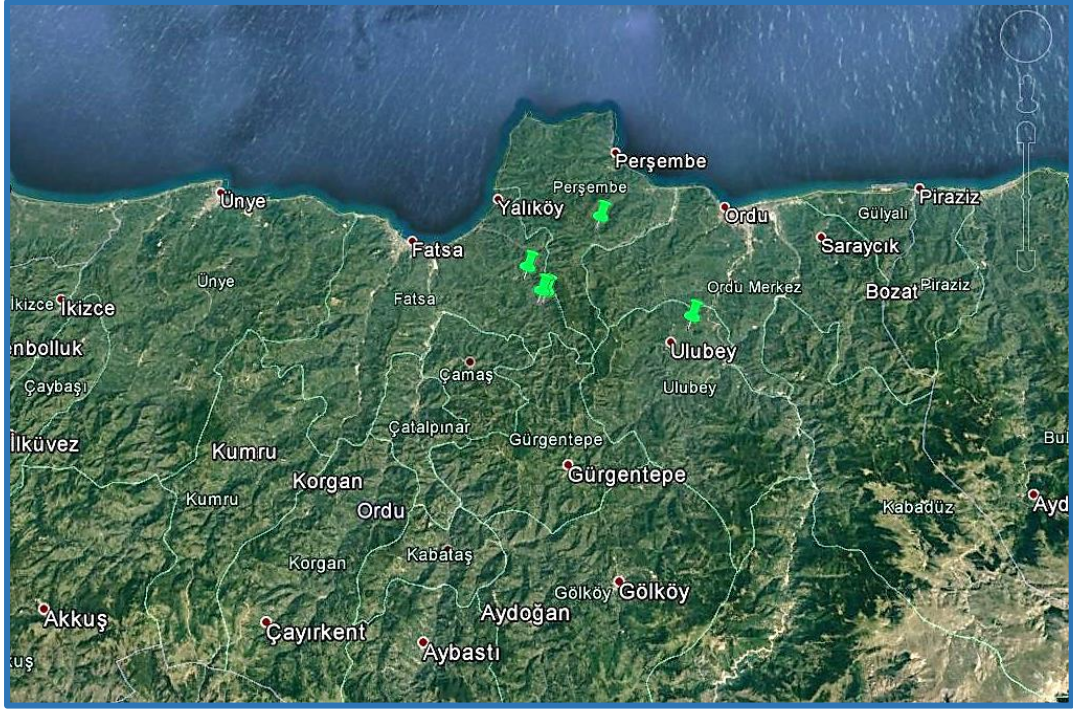 Perşembe
Perşembe
Yalıköy
Ünye
Ordu
Gülyalı
Piraziz
Fatsa
Saraycık
Ünye
Ordu Merkez
Bozat
Piraziz
İkizce
İkizce
Fatsa
enbolluk
Ulubey
Çamaş
Çaybaşı
Ulubey
Çatalpınar
Gürgentepe
İlküvez
Kumru
Gürgentepe
Korgan
Kumru
Ordu
Kabadüz
Ayd
Bul
Kabataş
Korgan
Gölköy
Gölköy
Akkuş
Aydoğan
Çayırkent
Aybastı
kuş